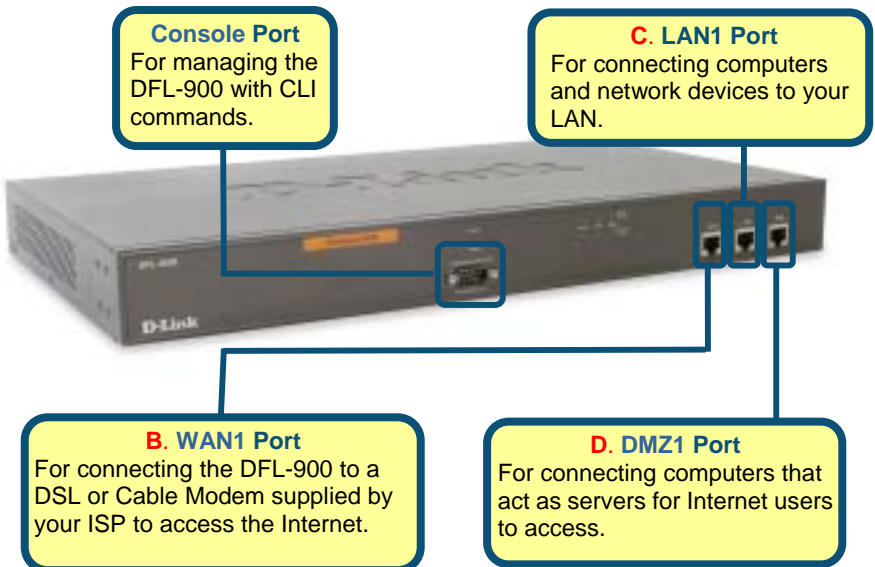 Console Port
For managing the
DFL-900 with CLI
commands.
C. LAN1 Port
For connecting computers
and network devices to your
LAN.
D-Link
B. WAN1 Port
For connecting the DFL-900 to a
DSL or Cable Modem supplied by
your ISP to access the Internet.
D. DMZ1 Port
For connecting computers that
act as servers for Internet users
to access.